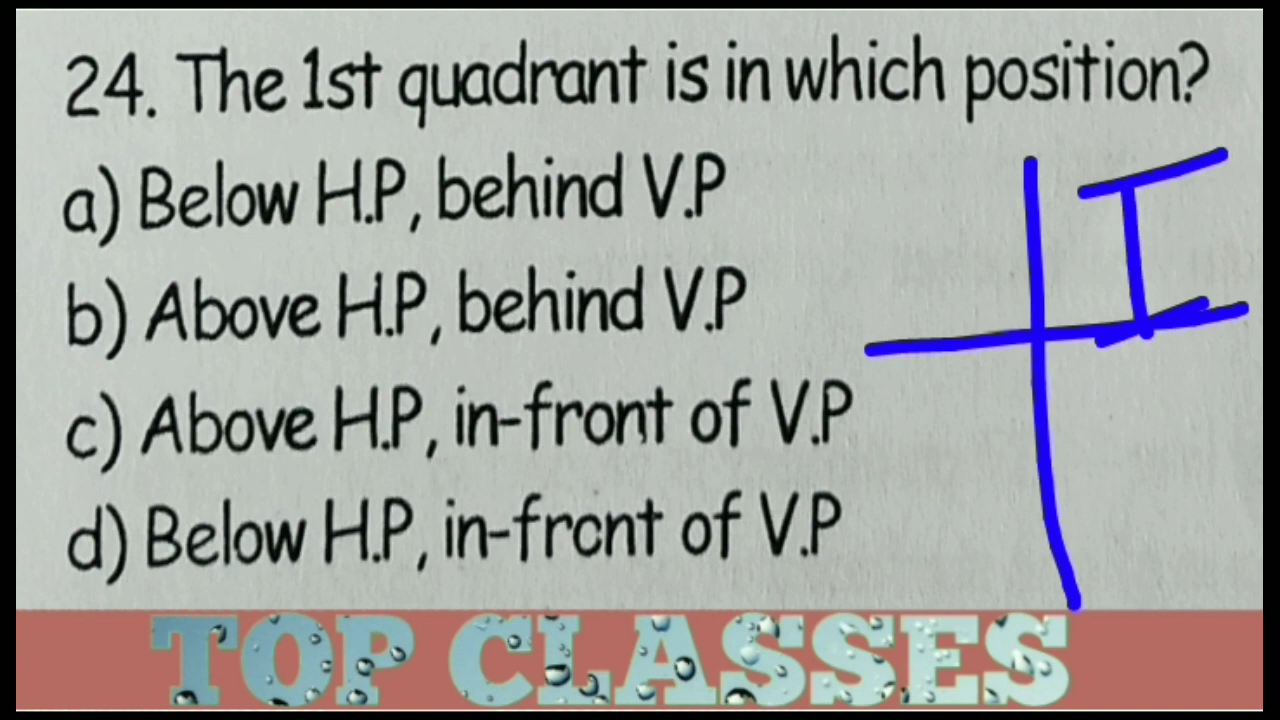 24. The 1st quadrant is in which position?
a) Below H.P, behind V.P
b) Above H.P, behind V.P
c) Above H.P, in-front of V.P
d) Below H.P, in-front of V.P
I
TOP CLASSES